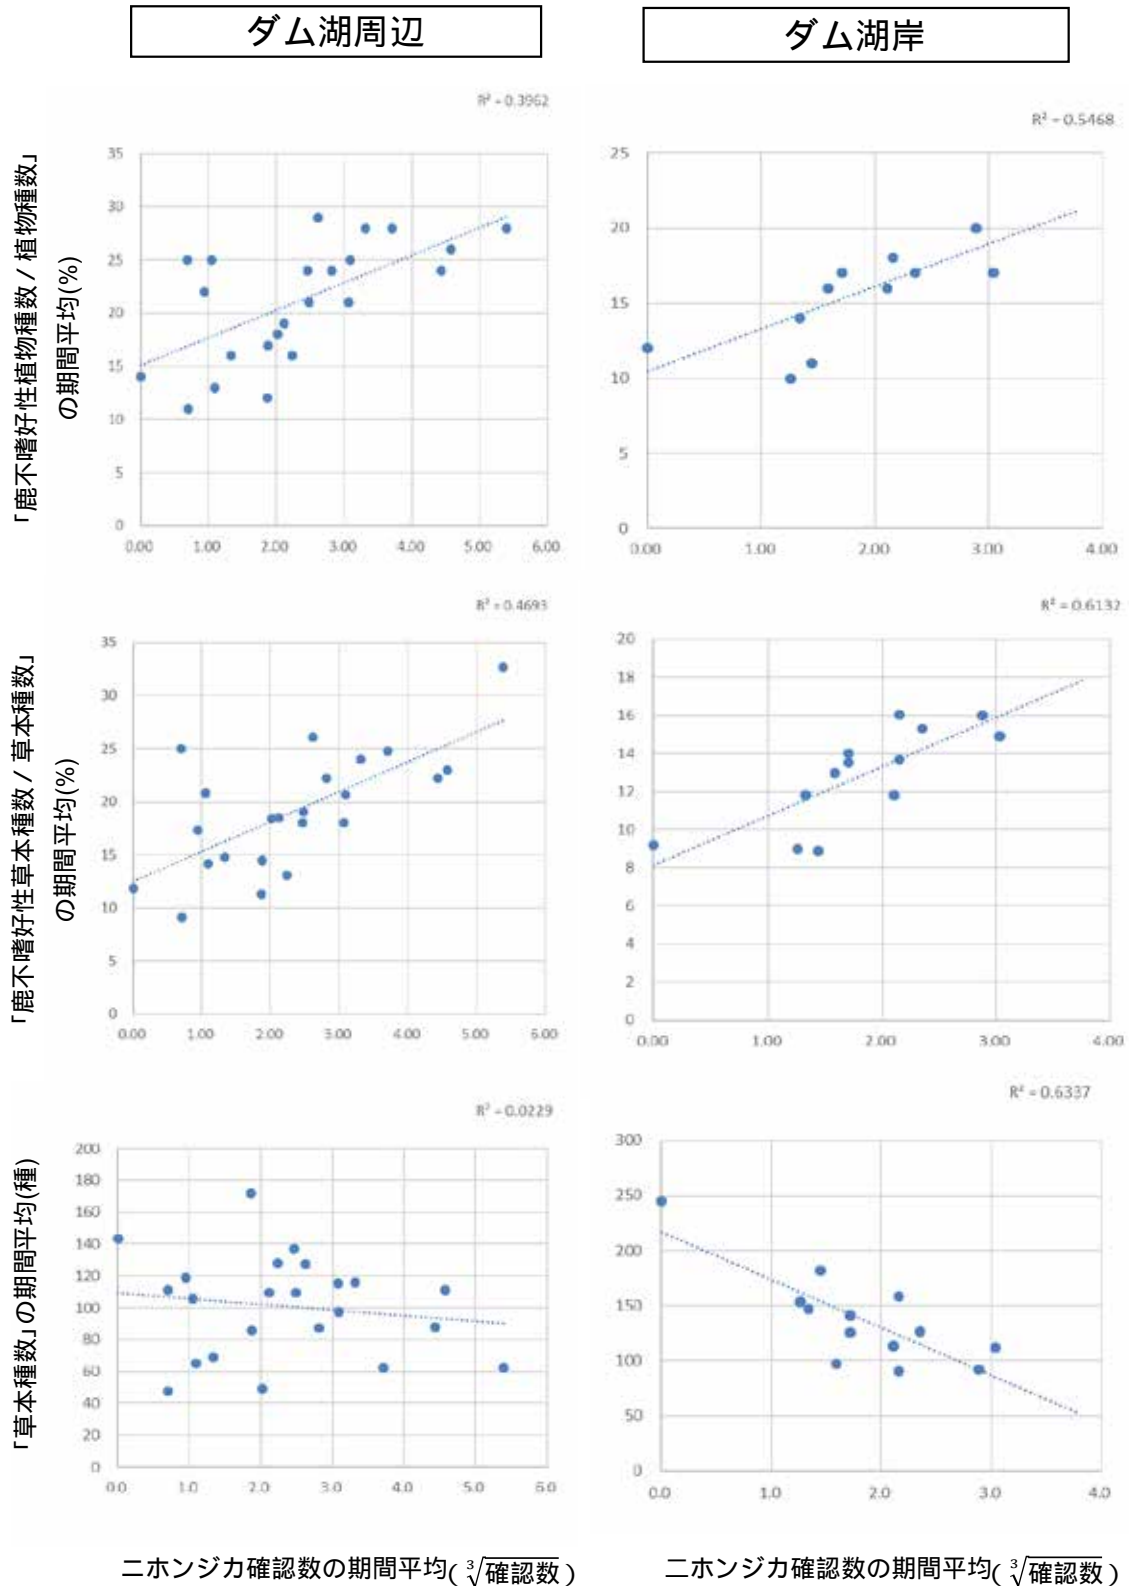 ダム湖周辺
ダム湖岸
「鹿不嗜好性植物種数 / 植物種数」
の期間平均(%)
R² = 0.3962
35
30
25
20
15
10
5
0
0.00 1.00 2.00 3.00 4.00 5.00 6.00
R² = 0.5468
25
20
15
10
5
0
0.00 1.00 2.00 3.00 4.00
「鹿不嗜好性草本種数 / 草本種数」
の期間平均(%)
R² = 0.4693
35
30
25
20
15
10
5
0
0.00 1.00 2.00 3.00 4.00 5.00 6.00
R² = 0.6132
20
18
16
14
12
10
8
6
4
2
0
0.00 1.00 2.00 3.00 4.00
「草本種数」の期間平均(種)
R² = 0.0229
200
180
160
140
120
100
80
60
40
20
0
0.0 1.0 2.0 3.0 4.0 5.0 6.0
R² = 0.6337
300
250
200
150
100
50
0
0.0 1.0 2.0 3.0 4.0
ニホンジカ確認数の期間平均(∛確認数)
ニホンジカ確認数の期間平均(∛確認数)